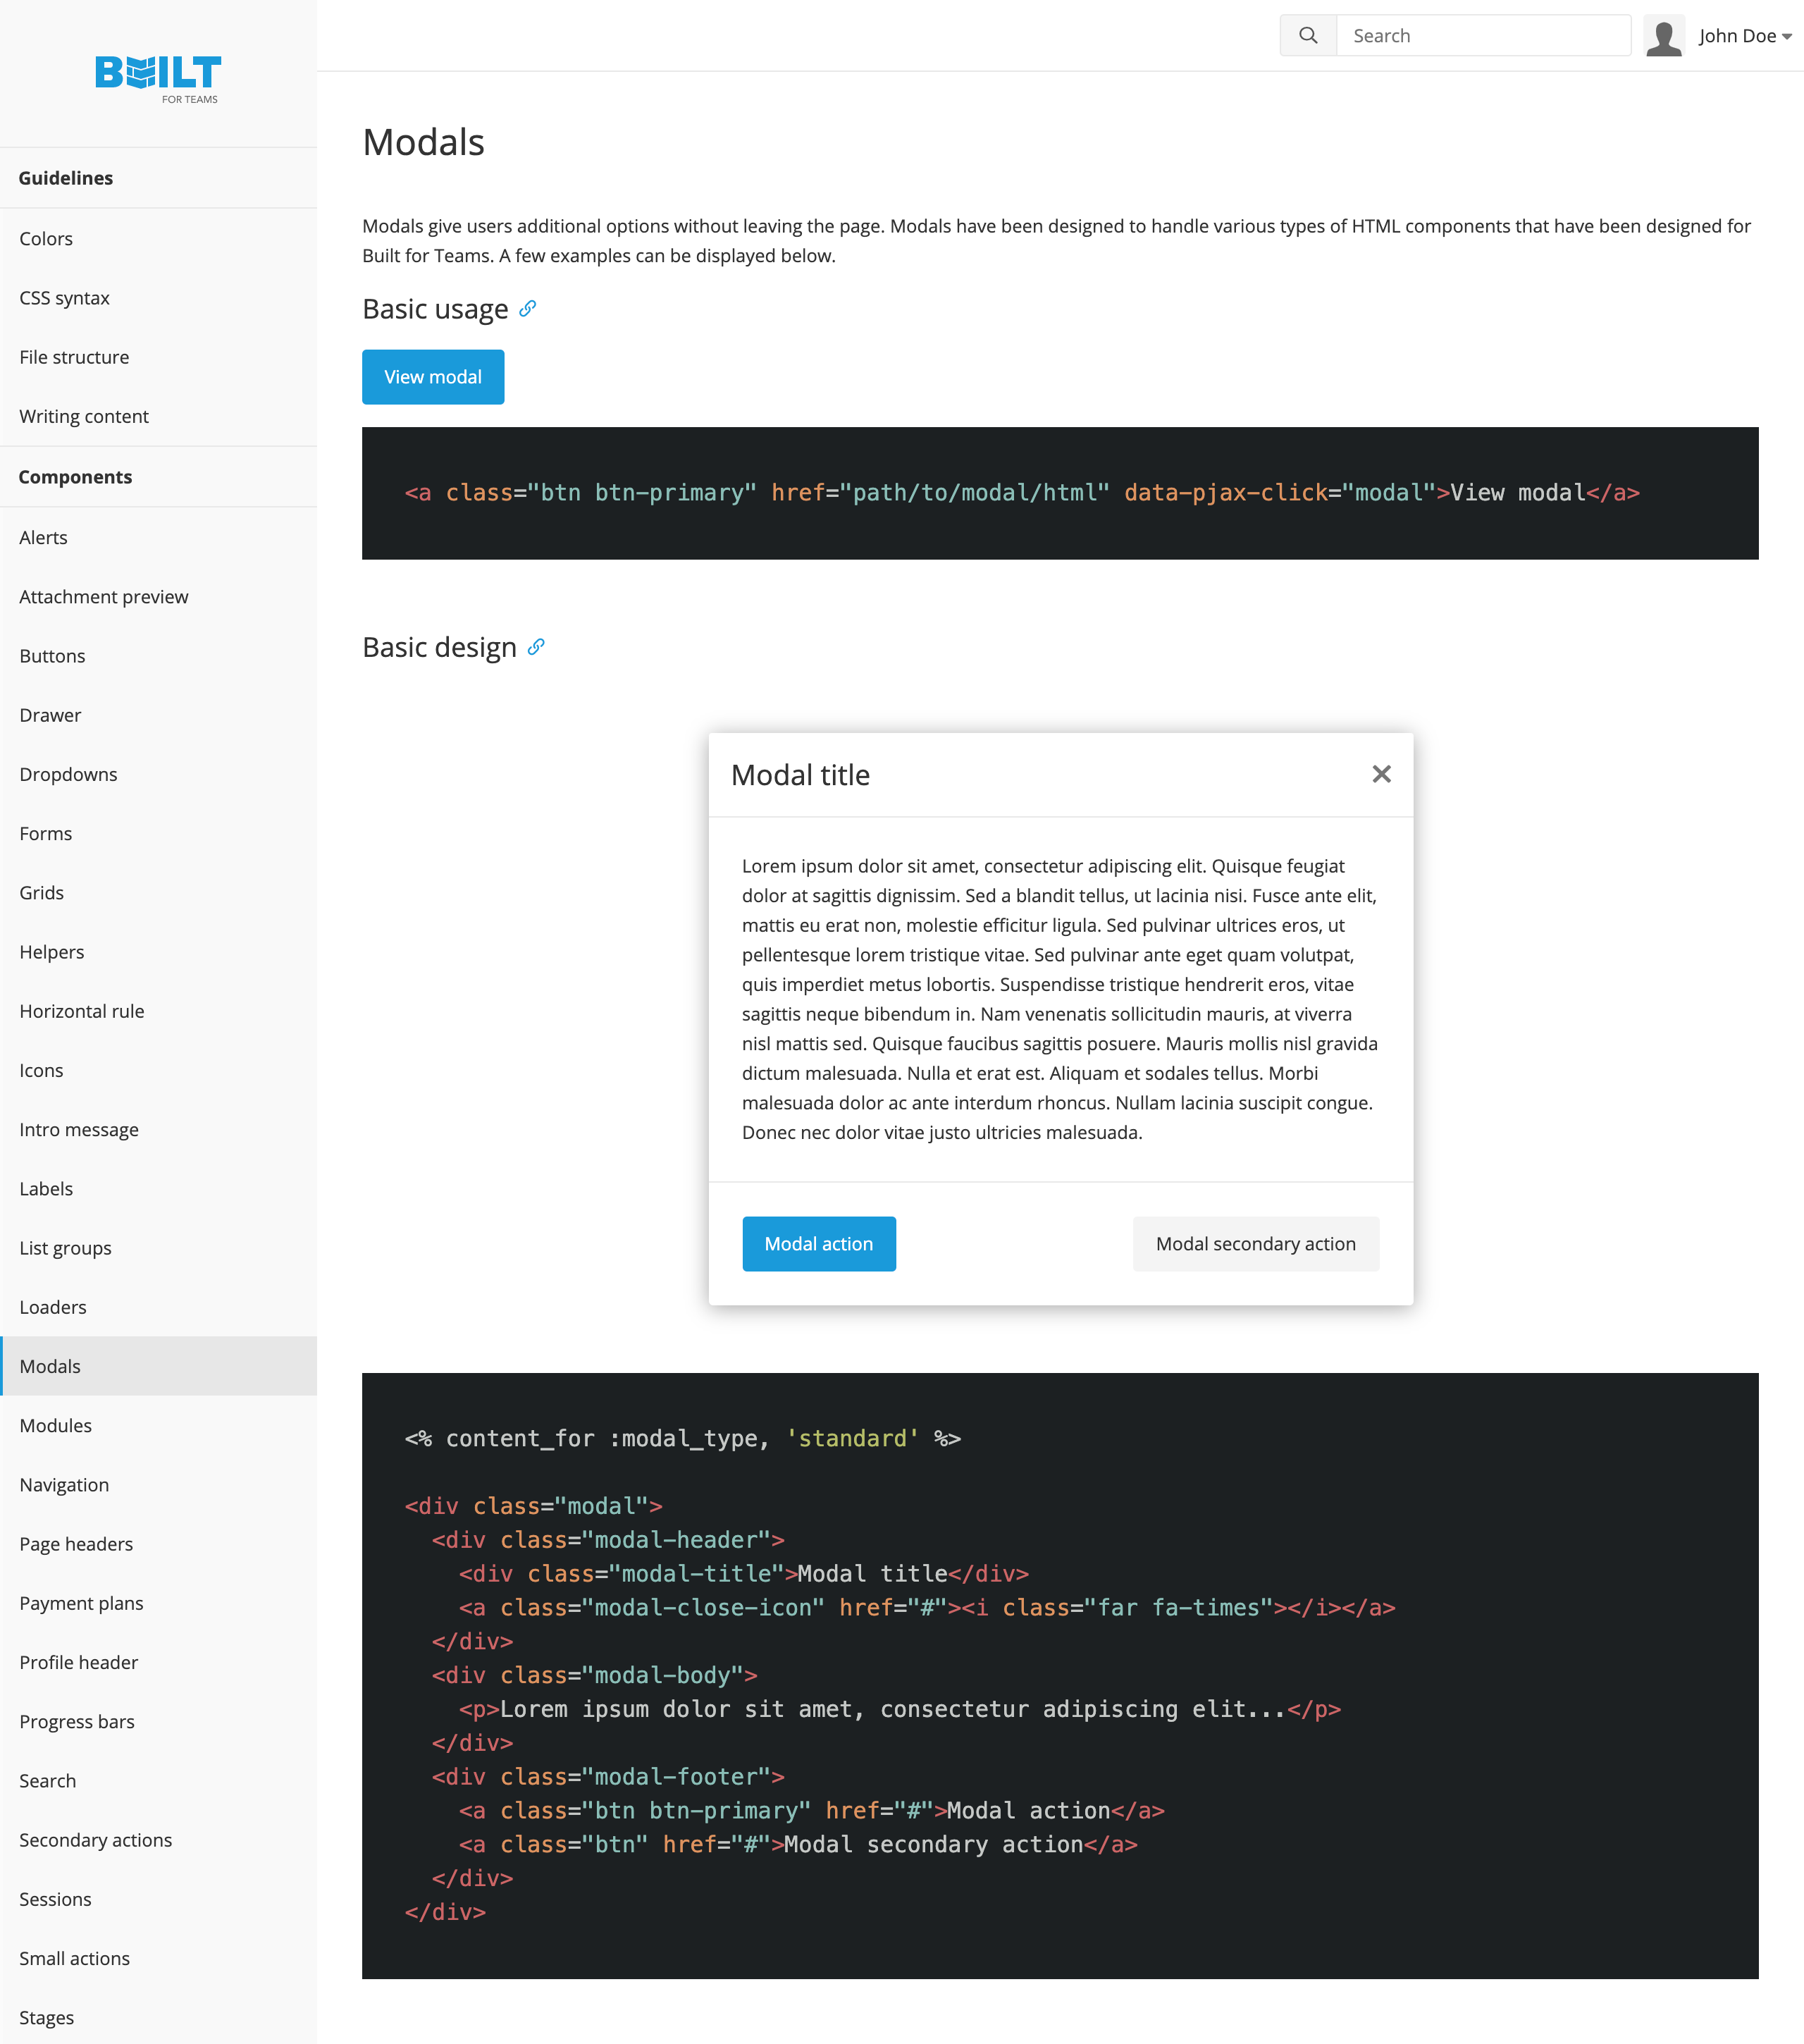 BUILT
FOR TEAMS
Search
John Doe
Guidelines
Colors
CSS syntax
File structure
Writing content
Components
Alerts
Attachment preview
Buttons
Drawer
Dropdowns
Forms
Grids
Helpers
Horizontal rule
Icons
Intro message
Labels
List groups
Loaders
Modals
Modules
Navigation
Page headers
Payment plans
Profile header
Progress bars
Search
Secondary actions
Sessions
Small actions
Stages
Modals
Modals give users additional options without leaving the page. Modals have been designed to handle various types of HTML components that have been designed for
Built for Teams. A few examples can be displayed below.
Basic usage
View modal
<a class="btn btn-primary" href="path/to/modal/html" data-pjax-click="modal">View modal</a>
Basic design
Modal title
Lorem ipsum dolor sit amet, consectetur adipiscing elit. Quisque feugiat
dolor at sagittis dignissim. Sed a blandit tellus, ut lacinia nisi. Fusce ante elit,
mattis eu erat non, molestie efficitur ligula. Sed pulvinar ultrices eros, ut
pellentesque lorem tristique vitae. Sed pulvinar ante eget quam volutpat,
quis imperdiet metus lobortis. Suspendisse tristique hendrerit eros, vitae
sagittis neque bibendum in. Nam venenatis sollicitudin mauris, at viverra
nisl mattis sed. Quisque faucibus sagittis posuere. Mauris mollis nisl gravida
dictum malesuada. Nulla et erat est. Aliquam et sodales tellus. Morbi
malesuada dolor ac ante interdum rhoncus. Nullam lacinia suscipit congue.
Donec nec dolor vitae justo ultricies malesuada.
Modal action
Modal secondary action
<% content_for :modal_type, 'standard' %>
<div class="modal">
  <div class="modal-header">
    <div class="modal-title">Modal title</div>
    <a class="modal-close-icon" href="#"><i class="far fa-times"></i></a>
  </div>
  <div class="modal-body">
    <p>Lorem ipsum dolor sit amet, consectetur adipiscing elit...</p>
  </div>
  <div class="modal-footer">
    <a class="btn btn-primary" href="#">Modal action</a>
    <a class="btn" href="#">Modal secondary action</a>
  </div>
</div>